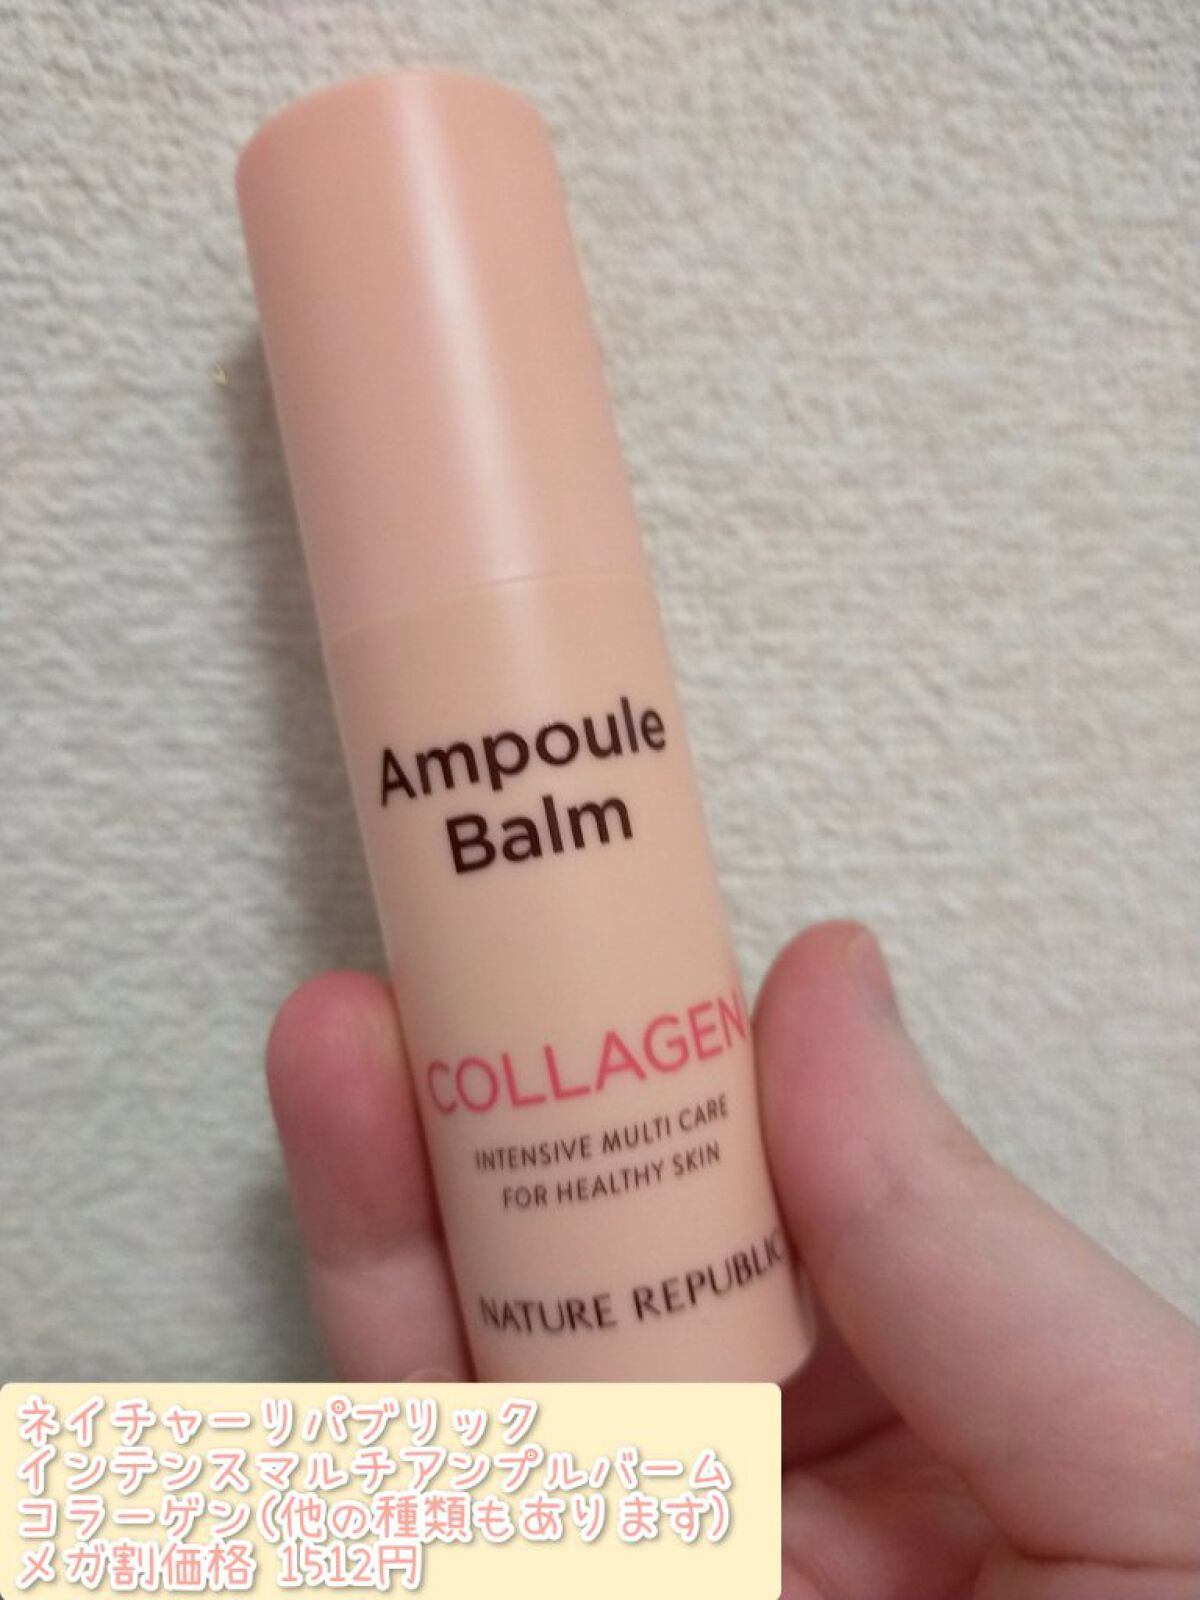 Ampoule
Balm
COLLAGEN
INTENSIVE MULTI CARE
FOR HEALTHY SKIN
NATURE REPUBLIC
ネイチャーリパブリック
インテンスマルチアンプルバーム
コラーゲン(他の種類もあります)
メガ割価格 1512円